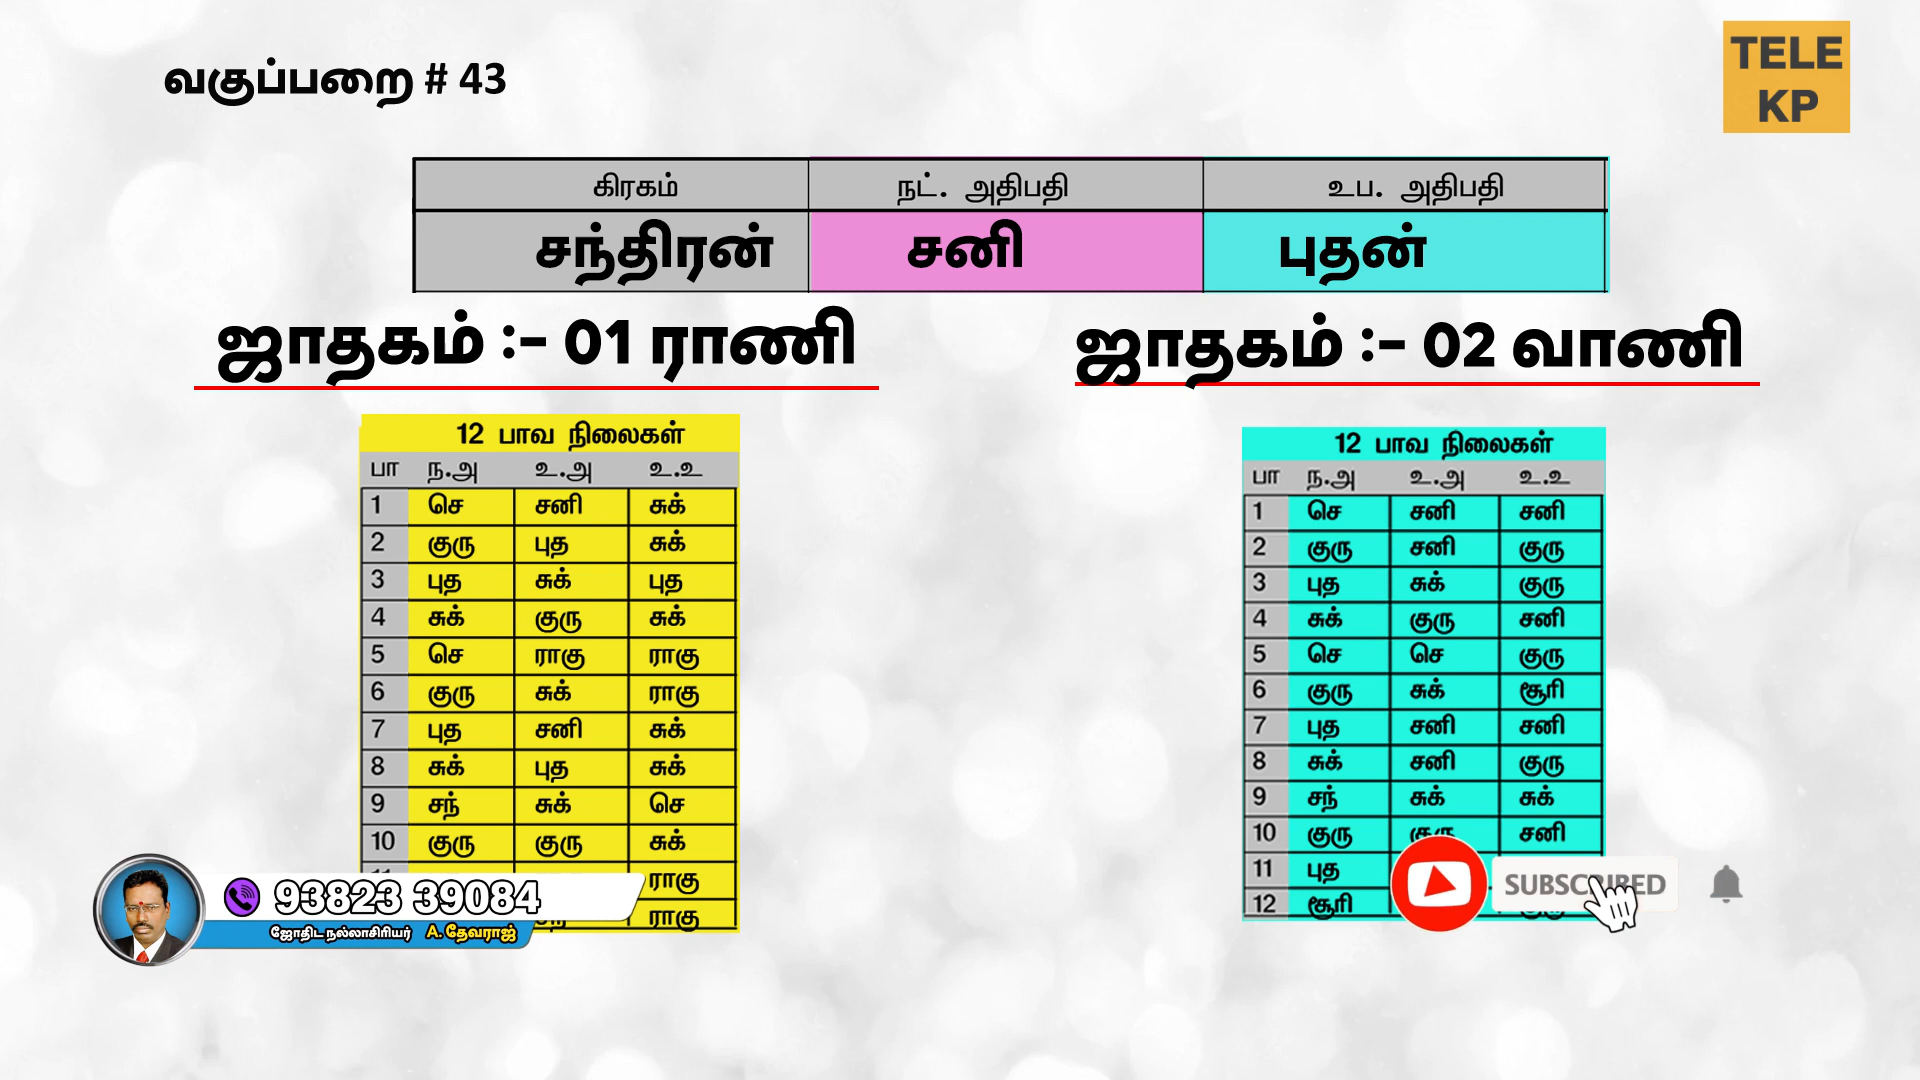 வகுப்பறை # 43
TELE
KP
கிரகம் நட். அதிபதி உப. அதிபதி
சந்திரன் சனி புதன்
ஜாதகம் :- 01 ராணி
12 பாவ நிலைகள்
பா ந.அ உ.அ உ.உ
1 செ சனி சுக்
2 குரு புத சுக்
3 புத சுக் புத
4 சுக் குரு சுக்
5 செ ராகு ராகு
6 குரு சுக் ராகு
7 புத சனி சுக்
8 சுக் புத சுக்
9 சந் சுக் செ
10 குரு குரு சுக்
ராகு
ராகு
ஜாதகம் :- 02 வாணி
12 பாவ நிலைகள்
பா ந.அ உ.அ உ.உ
1 செ சனி சனி
2 குரு சனி குரு
3 புத சுக் குரு
4 சுக் குரு சனி
5 செ செ குரு
6 குரு சுக் சூரி
7 புத சனி சனி
8 சுக் சனி குரு
9 சந் சுக் சுக்
10 குரு குரு சனி
11 புத
12 சூரி
93823 39084
ஜோதிட நல்லாசிரியர் A. தேவராஜ்
SUBSCRIBED